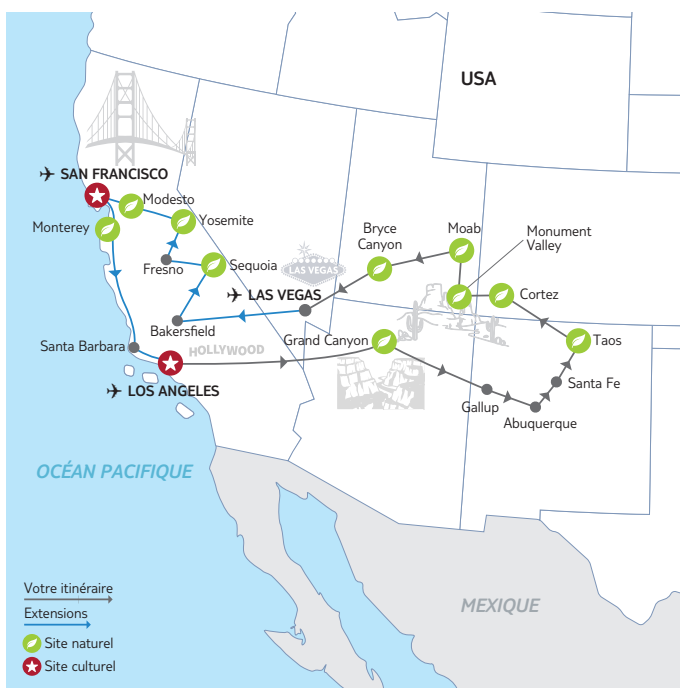 USA
SAN FRANCISCO
Modesto
Monterey
Yosemite
Fresno
Sequoia
Bryce
Canyon
Moab
Monument
Valley
LAS VEGAS
LAS VEGAS
Cortez
Bakersfield
Grand Canyon
Taos
Santa Barbara
HOLLYWOOD
LOS ANGELES
Santa Fe
Gallup
Abuquerque
OCÉAN PACIFIQUE
MEXIQUE
Votre itinéraire
Extensions
Site naturel
Site culturel